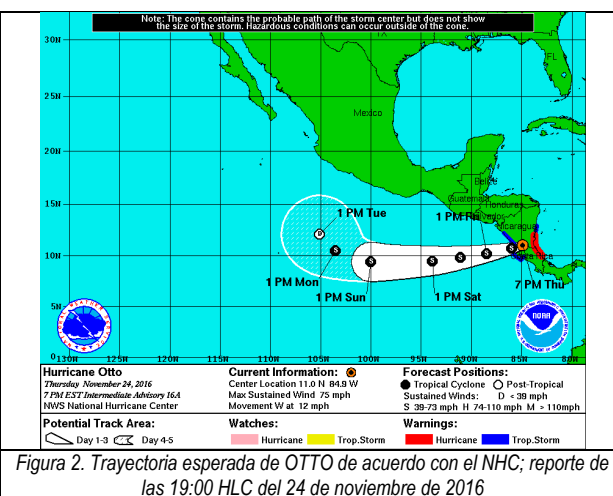 Note: The cone contains the probable path of the storm center but does not show
the size of the storm. Hazardous conditions can occur outside of the cone.
30N
FL
Mexico
25N
20N
Belize
Guatemala
Honduras
15N
1 PM Tue
1 PM Fri
Salvador
Nicaragua
D
S
S
S
S
S
S
10N
Costa Rica
1 PM Mon
7 PM Thu
1 PM Sun
1 PM Sat
5N
NOAA
0
130W
125W
120W
115W
110W
105W
100W
95W
90W
85W
80W
Hurricane Otto
Thursday November 24, 2016
7 PM EST Intermediate Advisory 16A
NWS National Hurricane Center
Current Information:
Center Location 11.0 N 84.9 W
Max Sustained Wind 75 mph
Movement W at 12 mph
Forecast Positions:
Tropical Cyclone Post-Tropical
Sustained Winds: D < 39 mph
S 39-73 mph H 74-110 mph M > 110mph
Potential Track Area:
Day 1-3 Day 4-5
Watches:
Hurricane Trop.Storm
Warnings:
Hurricane Trop.Storm
Figura 2. Trayectoria esperada de OTTO de acuerdo con el NHC; reporte de
las 19:00 HLC del 24 de noviembre de 2016